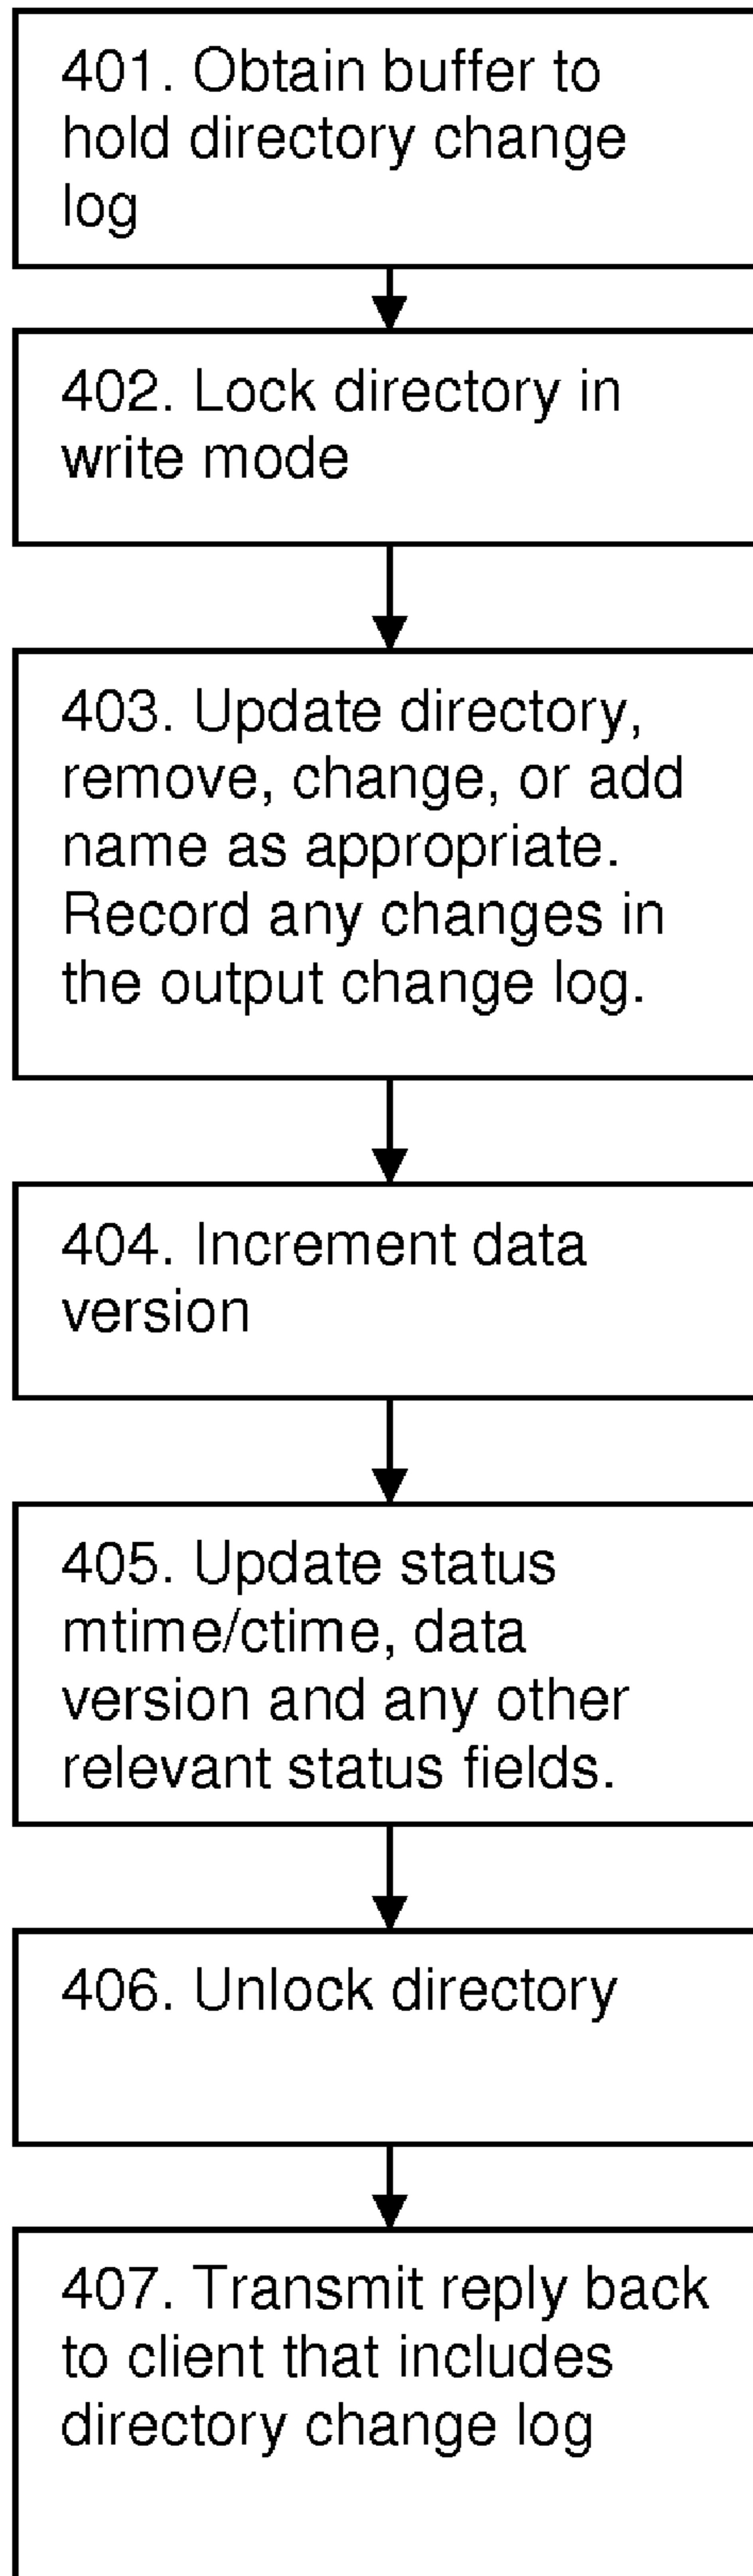 401. Obtain buffer to
hold directory change
log
402. Lock directory in
write mode
403. Update directory,
remove, change, or add
name as appropriate.
Record any changes in
the output change log.
404. Increment data
version
405. Update status
mtime/ctime, data
version and any other
relevant status fields.
406. Unlock directory
407. Transmit reply back
to client that includes
directory change log